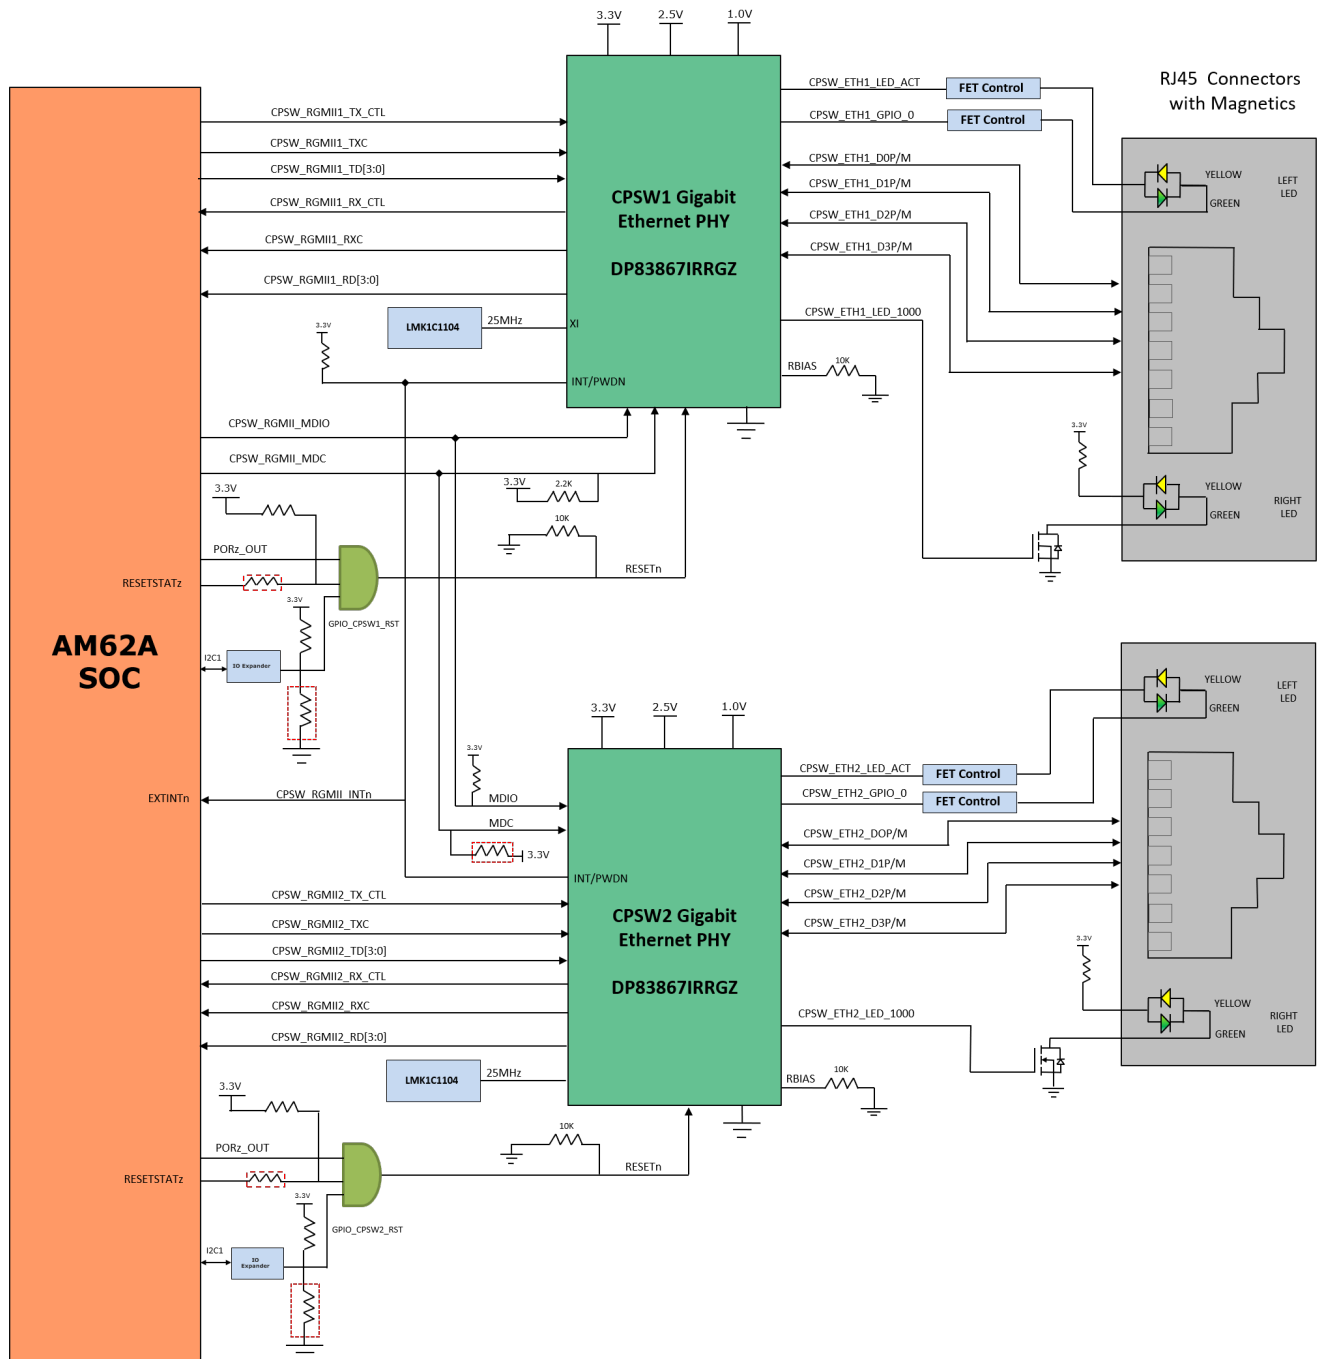 3.3V
2.5V
1.0V
RJ45 Connectors
with Magnetics
CPSW_ETH1_LED_ACT
FET Control
CPSW_ETH1_GPIO_0
FET Control
CPSW_RGMII1_TX_CTL
CPSW_RGMII1_TXC
CPSW_RGMII1_TD[3:0]
CPSW_RGMII1_RX_CTL
CPSW_RGMII1_RXC
CPSW_RGMII1_RD[3:0]
CPSW1 Gigabit
Ethernet PHY
DP83867IRRGZ
CPSW_ETH1_D0P/M
CPSW_ETH1_D1P/M
CPSW_ETH1_D2P/M
CPSW_ETH1_D3P/M
YELLOW
GREEN
LEFT
LED
LMK1C1104
25MHz
XI
3.3V
INT/PWDN
CPSW_ETH1_LED_1000
RBIAS
10K
CPSW_RGMII_MDIO
CPSW_RGMII_MDC
3.3V
3.3V
2.2K
10K
3.3V
YELLOW
GREEN
RIGHT
LED
PORz_OUT
RESETSTATz
RESETn
3.3V
GPIO_CPSW1_RST
AM62A
SOC
I2C1
IO Expander
3.3V
2.5V
1.0V
YELLOW
GREEN
LEFT
LED
3.3V
EXTINTn
CPSW_RGMII_INTn
MDIO
MDC
3.3V
INT/PWDN
CPSW_ETH2_LED_ACT
FET Control
CPSW_ETH2_GPIO_0
FET Control
CPSW_ETH2_DOP/M
CPSW_ETH2_D1P/M
CPSW_ETH2_D2P/M
CPSW_ETH2_D3P/M
CPSW_RGMII2_TX_CTL
CPSW_RGMII2_TXC
CPSW_RGMII2_TD[3:0]
CPSW_RGMII2_RX_CTL
CPSW_RGMII2_RXC
CPSW_RGMII2_RD[3:0]
CPSW2 Gigabit
Ethernet PHY
DP83867IRRGZ
3.3V
CPSW_ETH2_LED_1000
YELLOW
GREEN
RIGHT
LED
LMK1C1104
25MHz
RBIAS
10K
3.3V
10K
PORz_OUT
RESETSTATz
RESETn
3.3V
GPIO_CPSW2_RST
I2C1
IO
Expander